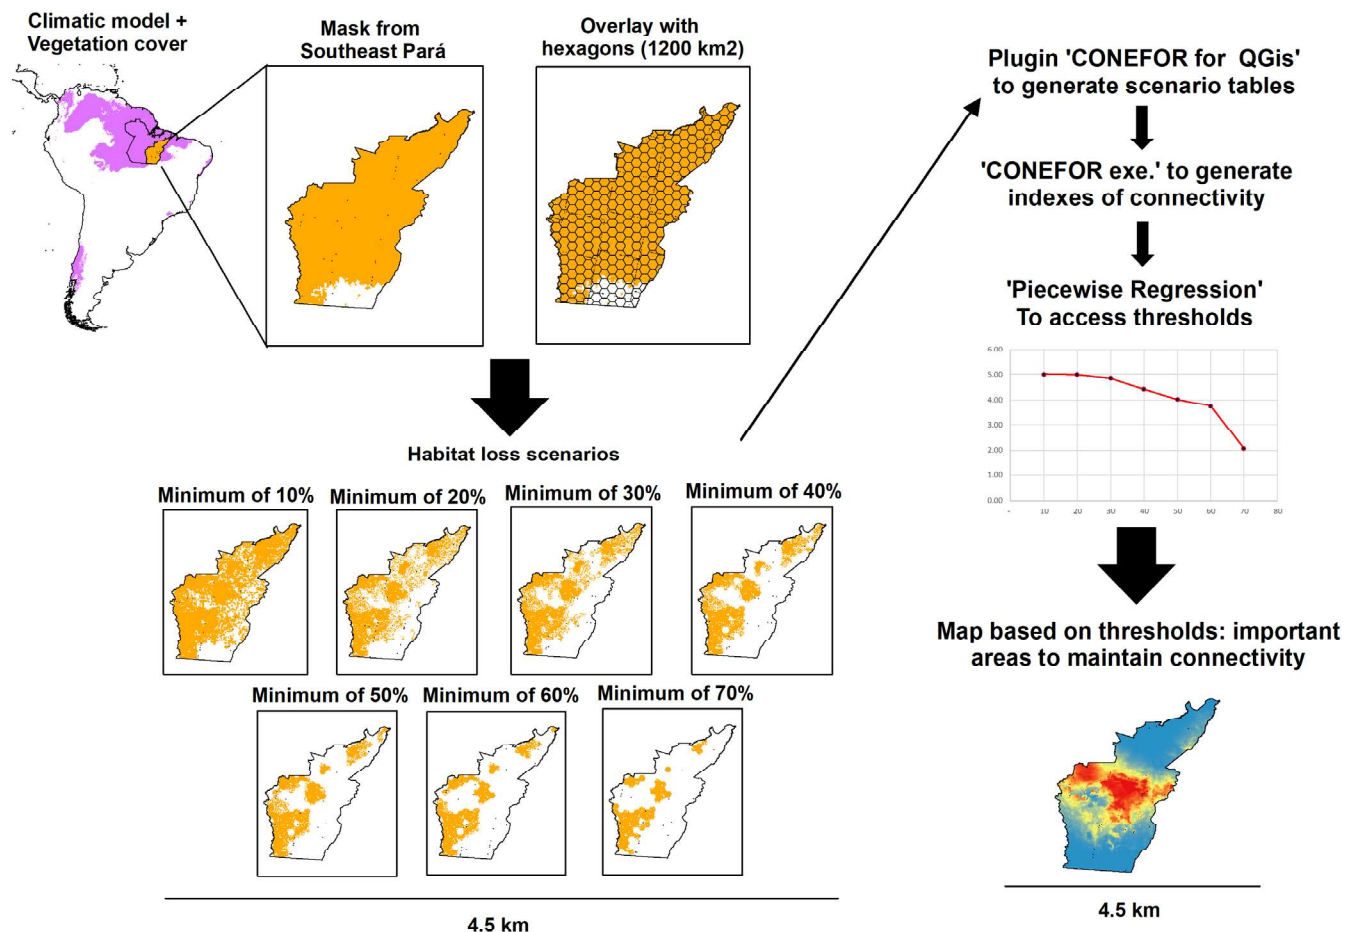 Climatic model +
Vegetation cover
Mask from
Southeast Pará
Overlay with
hexagons (1200 km2)
Habitat loss scenarios
Minimum of 10%
Minimum of 20%
Minimum of 30%
Minimum of 40%
Minimum of 50%
Minimum of 60%
Minimum of 70%
4.5 km
Plugin 'CONEFOR for QGis'
to generate scenario tables
'CONEFOR exe.' to generate
indexes of connectivity
'Piecewise Regression'
To access thresholds
6.00
5.00
4.00
3.00
2.00
1.00
0.00
- 10 20 30 40 50 60 70 80
Map based on thresholds: important
areas to maintain connectivity
4.5 km